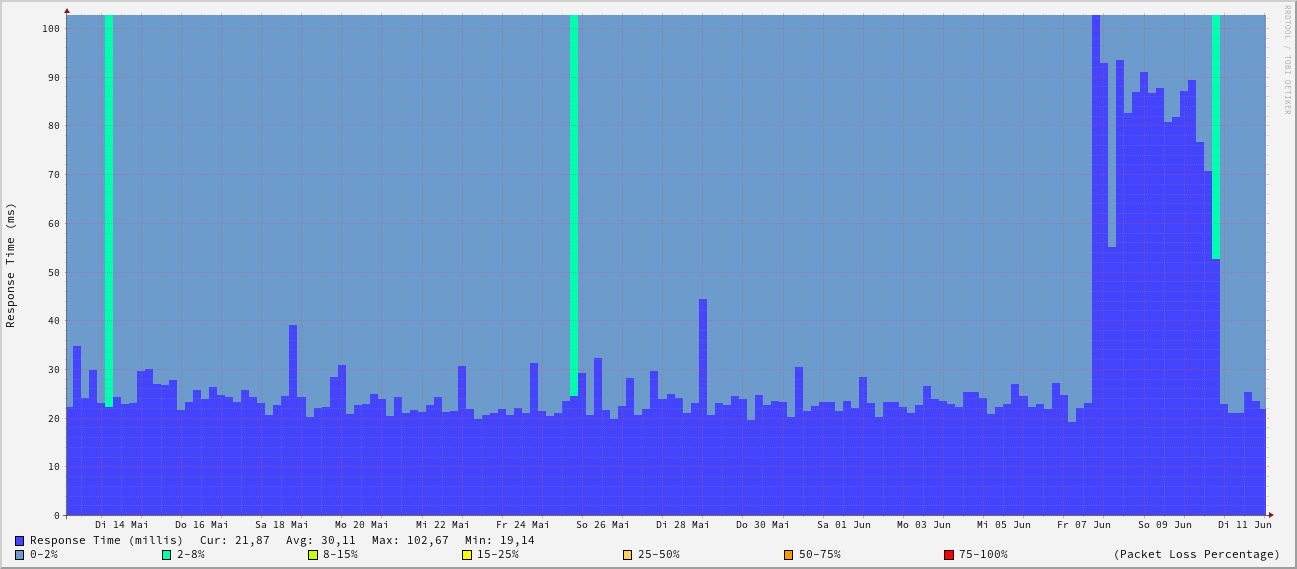 RRDTOOL / TOBI OETIKER
Response Time (ms)
100
90
80
70
60
50
40
30
20
10
0
Di 14 Mai Do 16 Mai Sa 18 Mai Mo 20 Mai Mi 22 Mai Fr 24 Mai So 26 Mai Di 28 Mai Do 30 Mai Sa 01 Jun Mo 03 Jun Mi 05 Jun Fr 07 Jun So 09 Jun Di 11 Jun
Response Time (millis) Cur: 21,87 Avg: 30,11 Max: 102,67 Min: 19,14
0-2% 2-8% 8-15% 15-25% 25-50% 50-75% 75-100% (Packet Loss Percentage)